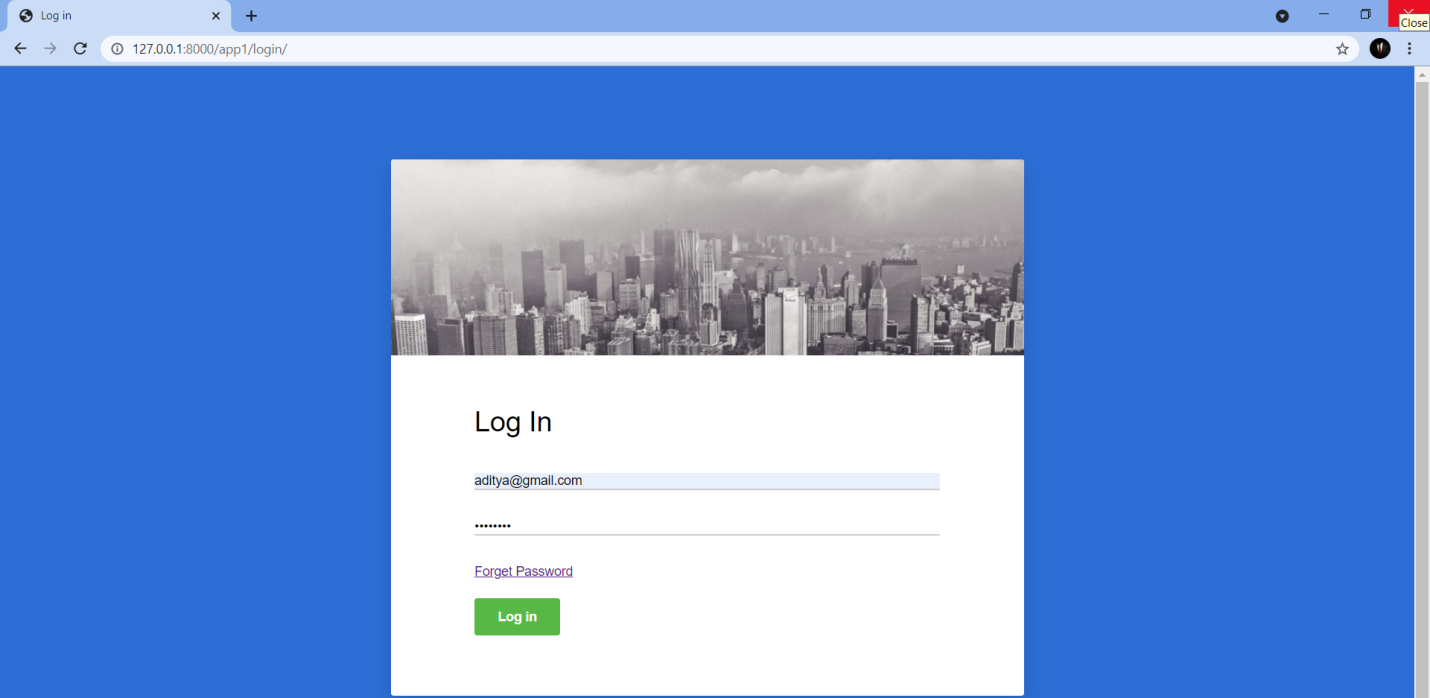 Log in
Close
127.0.0.1:8000/app1/login/
Log In
aditya@gmail.com
••••••••
Forget Password
Log in